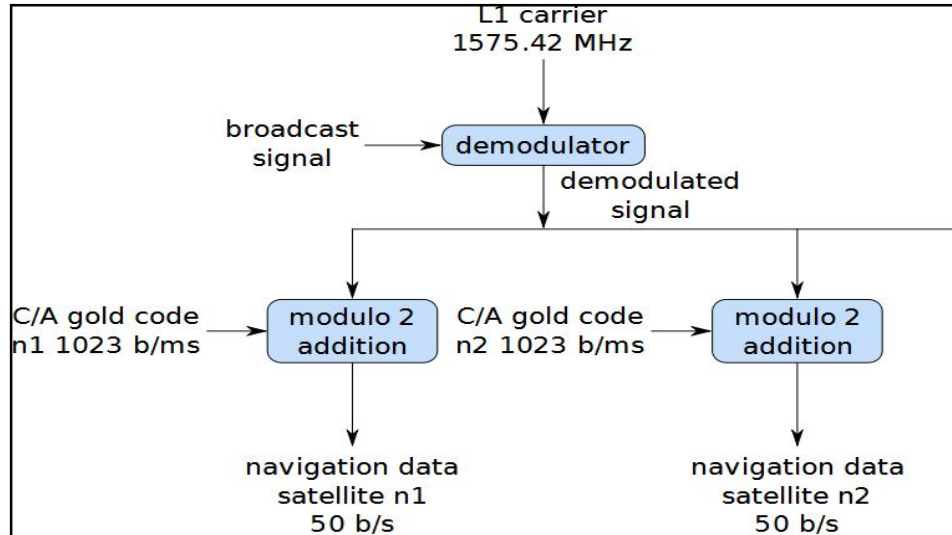 L1 carrier
1575.42 MHz
broadcast
signal
demodulator
demodulated
signal
C/A gold code
n1 1023 b/ms
modulo 2
addition
C/A gold code
n2 1023 b/ms
modulo 2
addition
navigation data
satellite n1
50 b/s
navigation data
satellite n2
50 b/s